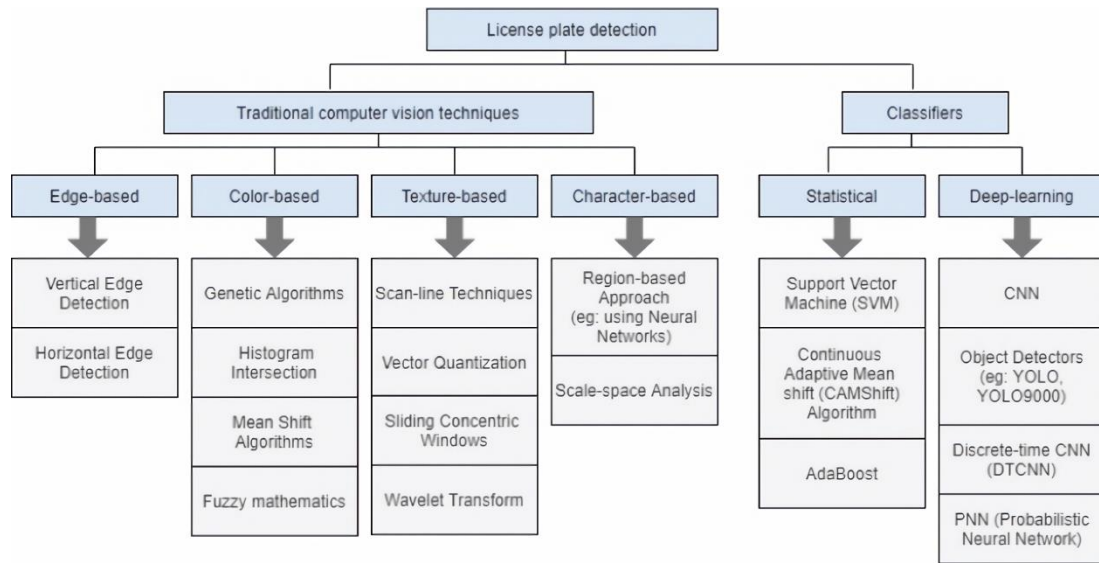 License plate detection
Traditional computer vision techniques
Classifiers
Edge-based
Color-based
Texture-based
Character-based
Statistical
Deep-learning
Vertical Edge
Detection
Horizontal Edge
Detection
Genetic Algorithms
Histogram
Intersection
Mean Shift
Algorithms
Fuzzy mathematics
Scan-line Techniques
Vector Quantization
Sliding Concentric
Windows
Wavelet Transform
Region-based
Approach
(eg: using Neural
Networks)
Scale-space Analysis
Support Vector
Machine (SVM)
Continuous
Adaptive Mean
shift (CAMShift)
Algorithm
AdaBoost
CNN
Object Detectors
(eg: YOLO,
YOLO9000)
Discrete-time CNN
(DTCNN)
PNN (Probabilistic
Neural Network)